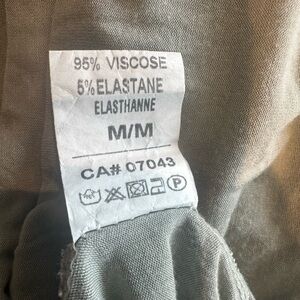 95% VISCOSE
5% ELASTANE
ELASTHANNE
M/M
CA# 07043
P